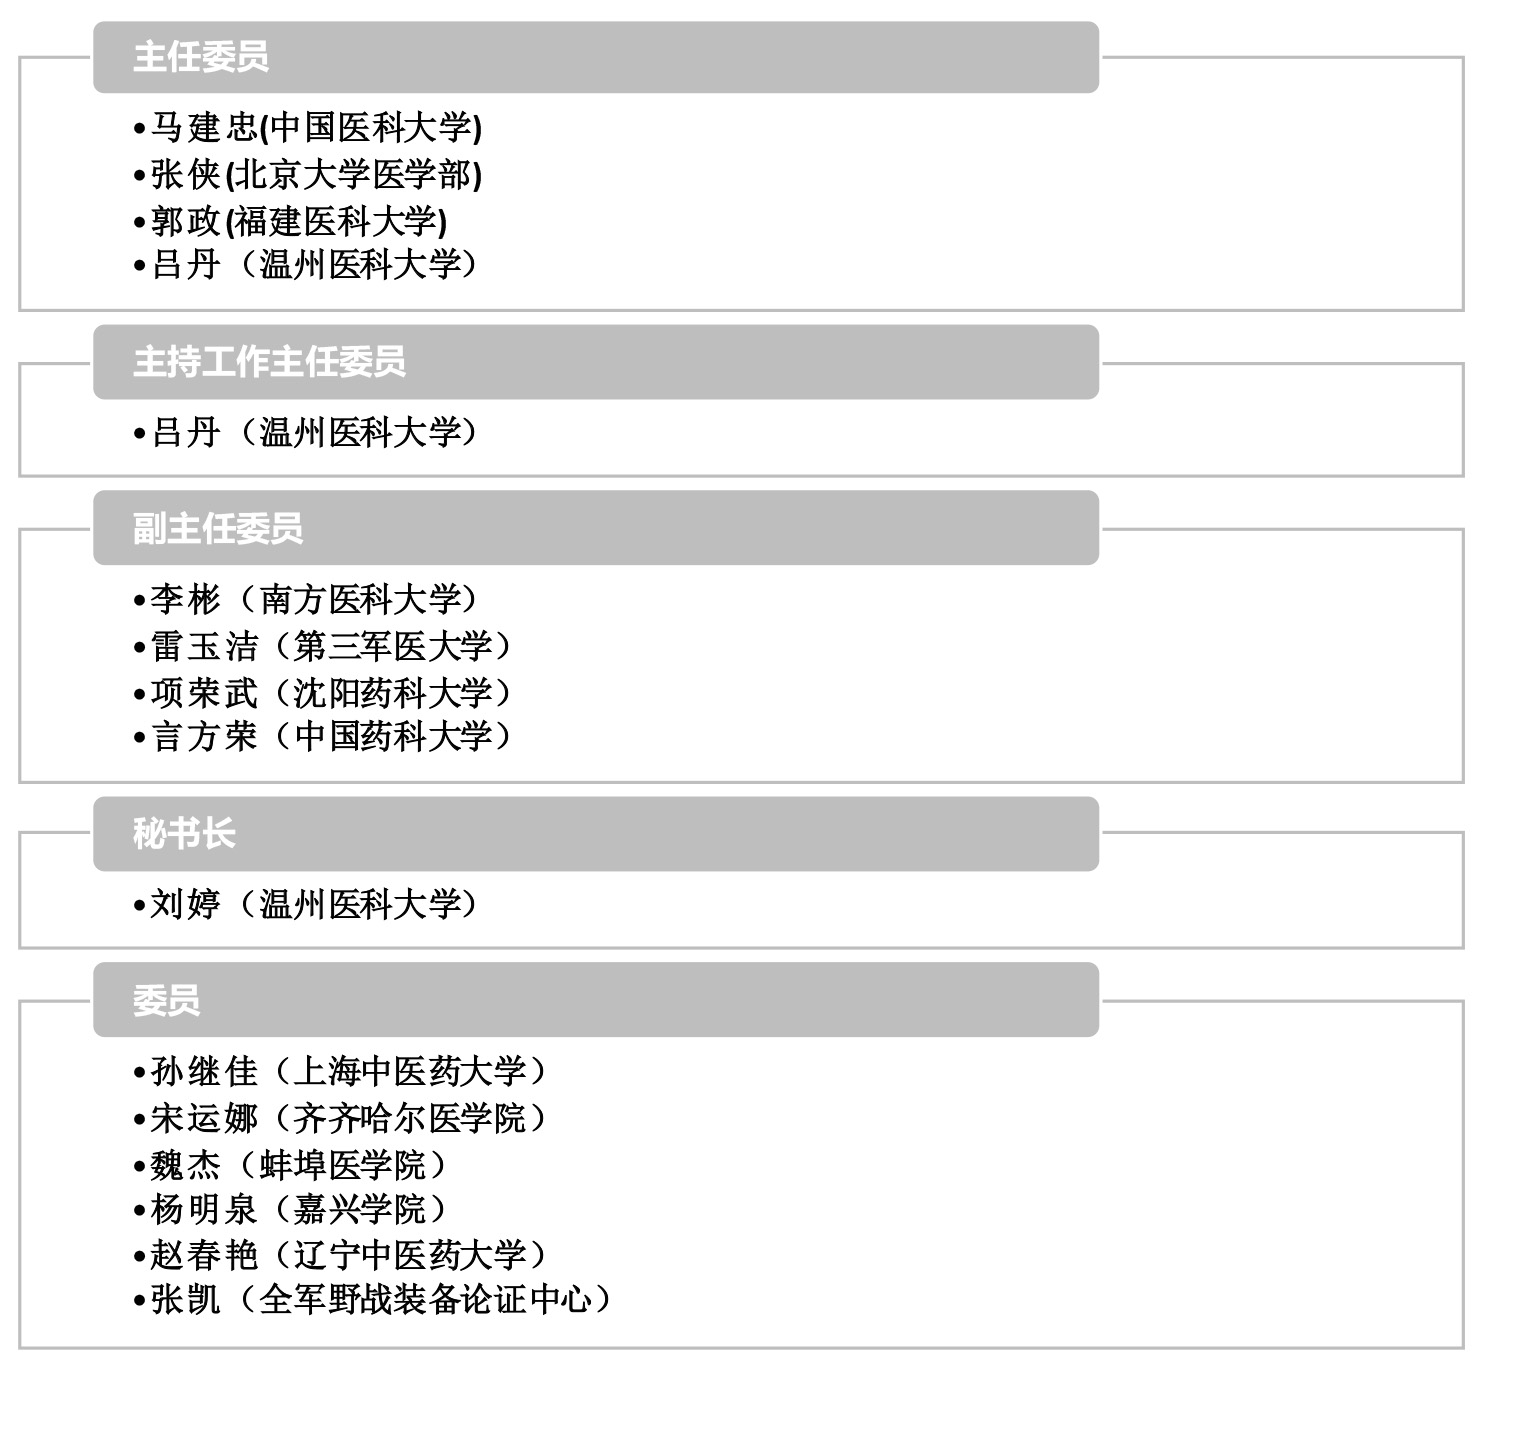 主任委员
•马建忠(中国医科大学)
•张侠(北京大学医学部)
•郭政(福建医科大学)
•吕丹（温州医科大学）
主持工作主任委员
•吕丹（温州医科大学）
副主任委员
•李彬（南方医科大学）
•雷玉洁（第三军医大学）
•项荣武（沈阳药科大学）
•言方荣（中国药科大学）
秘书长
•刘婷（温州医科大学）
委员
•孙继佳（上海中医药大学）
•宋运娜（齐齐哈尔医学院）
•魏杰（蚌埠医学院）
•杨明泉（嘉兴学院）
•赵春艳（辽宁中医药大学）
•张凯（全军野战装备论证中心）